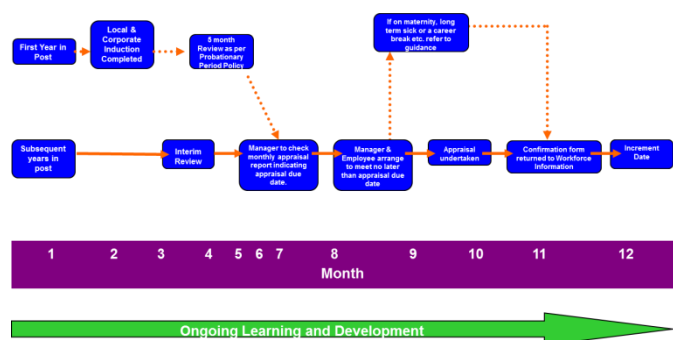 First Year in
Post
Local &
Corporate
Induction
Completed
5 month
Review as per
Probationary
Period Policy
If on maternity, long
term sick or a career
break etc. refer to
guidance
Subsequent
years in
post
Interim
Review
Manager to check
monthly appraisal
report indicating
appraisal due
date.
Manager &
Employee arrange
to meet no later
than appraisal due
date
Appraisal
undertaken
Confirmation form
returned to Workforce
Information
Increment
Date
1 2 3 4 5 6 7 8 9 10 11 12
Month
Ongoing Learning and Development